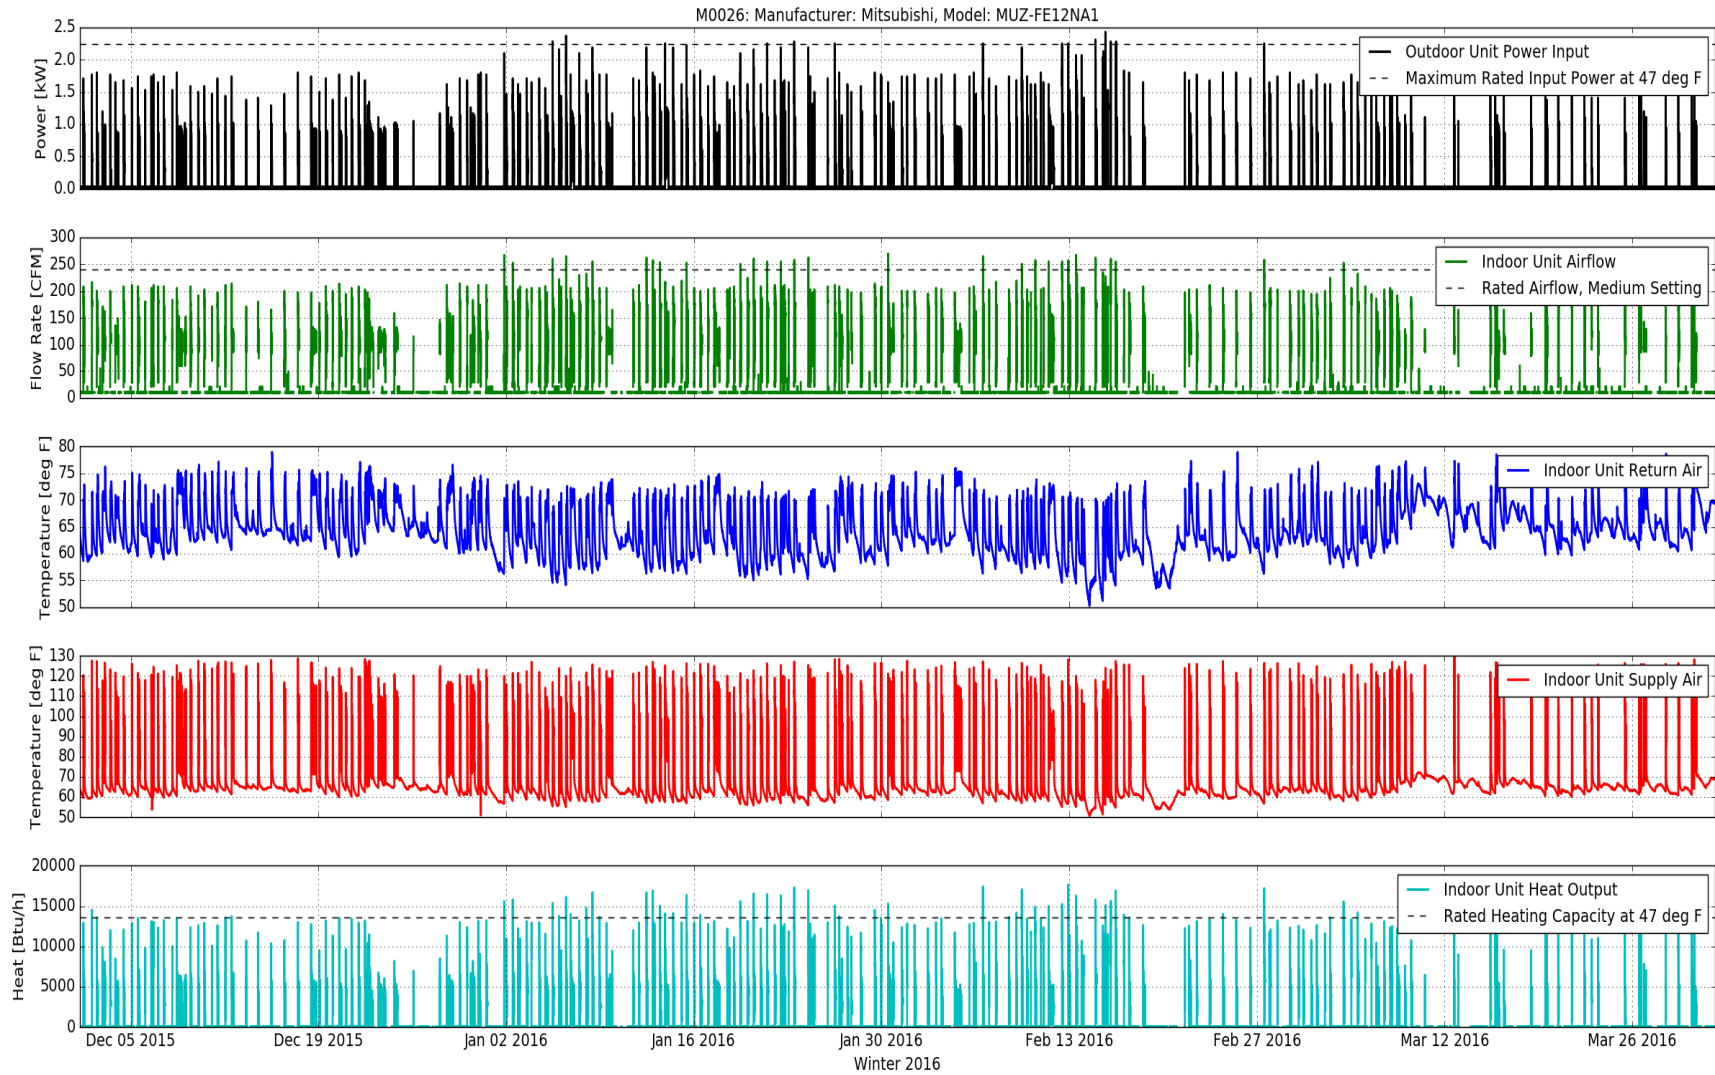 M0026: Manufacturer: Mitsubishi, Model: MUZ-FE12NA1
Power [kW]
2.5
2.0
1.5
1.0
0.5
0.0
Outdoor Unit Power Input
Maximum Rated Input Power at 47 deg F
Flow Rate [CFM]
300
250
200
150
100
50
0
Indoor Unit Airflow
Rated Airflow, Medium Setting
Temperature [deg F]
80
75
70
65
60
55
50
Indoor Unit Return Air
Temperature [deg F]
130
120
110
100
90
80
70
60
50
Indoor Unit Supply Air
Heat [Btu/h]
20000
15000
10000
5000
0
Indoor Unit Heat Output
Rated Heating Capacity at 47 deg F
Dec 05 2015 Dec 19 2015 Jan 02 2016 Jan 16 2016 Jan 30 2016 Feb 13 2016 Feb 27 2016 Mar 12 2016 Mar 26 2016
Winter 2016